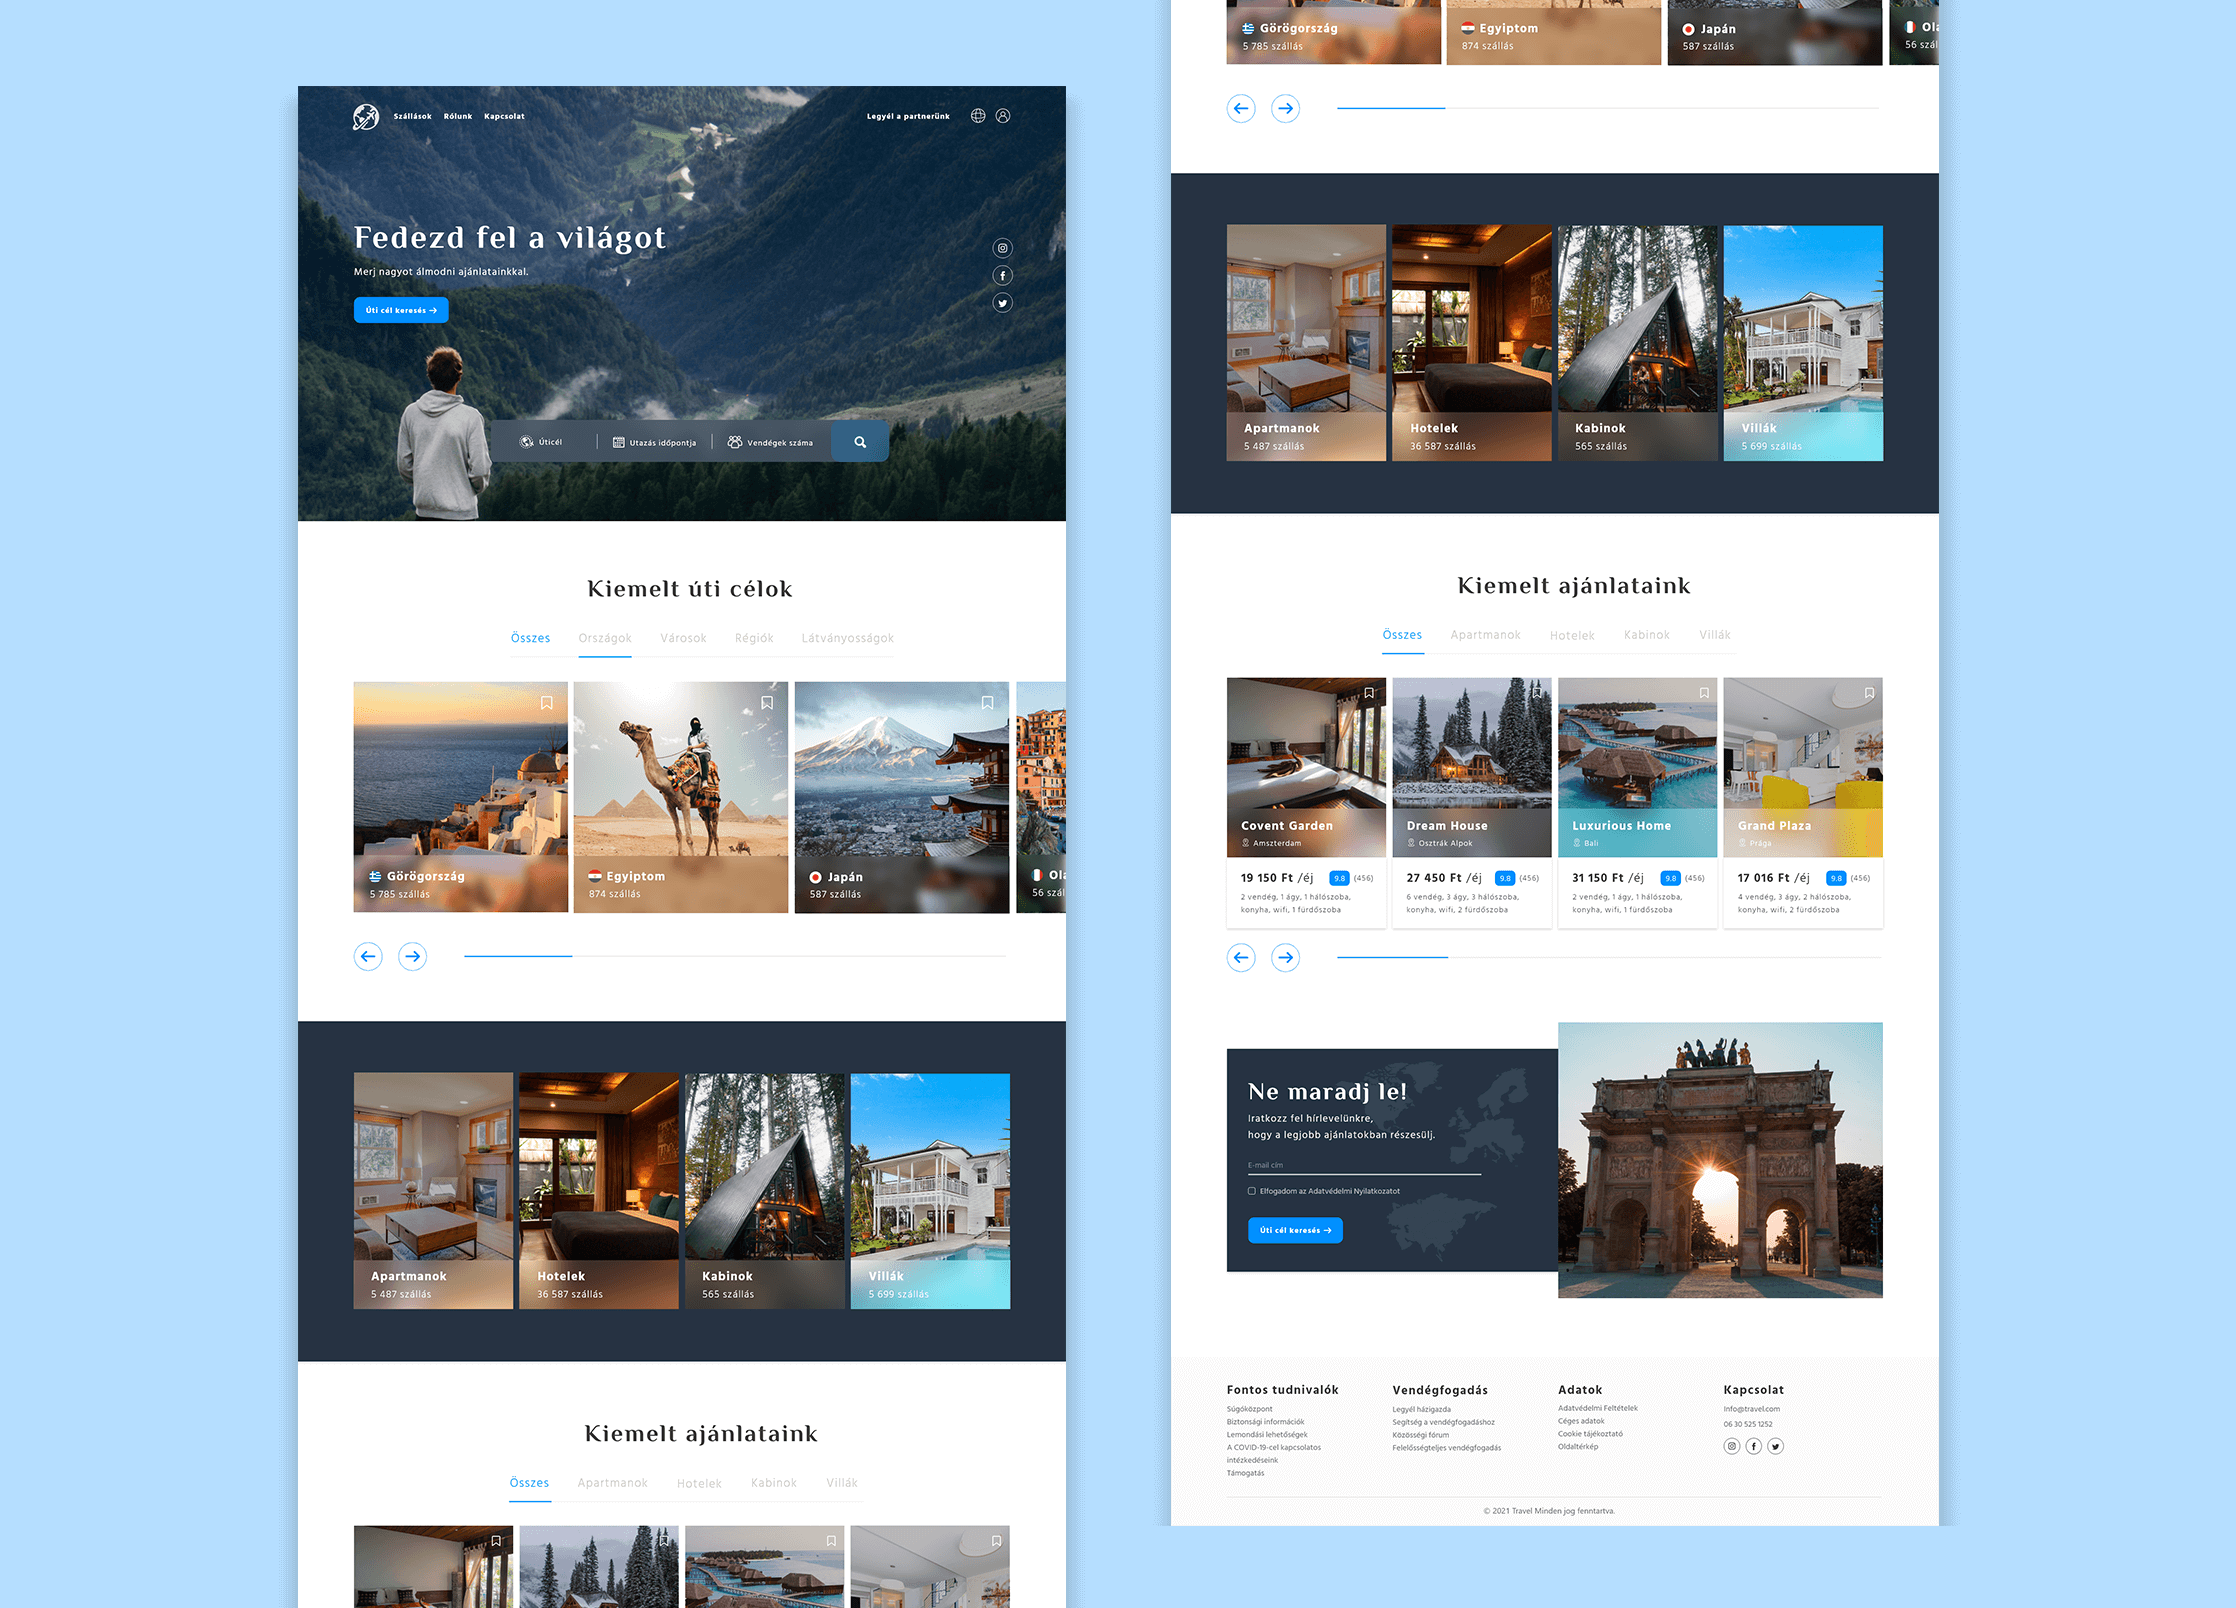 Szállások Rólunk Kapcsolat Legyél a partnerünk
Fedezd fel a világot
Merj nagyot álmodni ajánlatainkkal.
Úti cél keresés →
Úticél Utazás időpontja Vendégek száma
Kiemelt úti célok
Összes Országok Városok Régiók Látványosságok
Görögország
5 785 szállás
Egyiptom
874 szállás
Japán
587 szállás
Ola
56 szál
Apartmanok
5 487 szállás
Hotelek
36 587 szállás
Kabinok
565 szállás
Villák
5 699 szállás
Kiemelt ajánlataink
Összes Apartmanok Hotelek Kabinok Villák
Görögország
5 785 szállás
Egyiptom
874 szállás
Japán
587 szállás
Ola
56 szál
Apartmanok
5 487 szállás
Hotelek
36 587 szállás
Kabinok
565 szállás
Villák
5 699 szállás
Kiemelt ajánlataink
Összes Apartmanok Hotelek Kabinok Villák
Covent Garden
Amszterdam
19 150 Ft /éj 9.8 (456)
2 vendég, 1 ágy, 1 hálószoba,
konyha, wifi, 1 fürdőszoba
Dream House
Osztrák Alpok
27 450 Ft /éj 9.8 (456)
6 vendég, 3 ágy, 3 hálószoba,
konyha, wifi, 2 fürdőszoba
Luxurious Home
Bali
31 150 Ft /éj 9.8 (456)
2 vendég, 1 ágy, 1 hálószoba,
konyha, wifi, 1 fürdőszoba
Grand Plaza
Prága
17 016 Ft /éj 9.8 (456)
4 vendég, 3 ágy, 2 hálószoba,
konyha, wifi, 2 fürdőszoba
Ne maradj le!
Iratkozz fel hírlevelünkre,
hogy a legjobb ajánlatokban részesülj.
E-mail cím
Elfogadom az Adatvédelmi Nyilatkozatot
Úti cél keresés →
Fontos tudnivalók
Súgóközpont
Biztonsági információk
Lemondási lehetőségek
A COVID-19-cel kapcsolatos
intézkedéseink
Támogatás
Vendégfogadás
Legyél házigazda
Segítség a vendégfogadáshoz
Közösségi fórum
Felelősségteljes vendégfogadás
Adatok
Adatvédelmi Feltételek
Céges adatok
Cookie tájékoztató
Oldaltérkép
Kapcsolat
Info@travel.com
06 30 525 1252
© 2021 Travel Minden jog fenntartva.